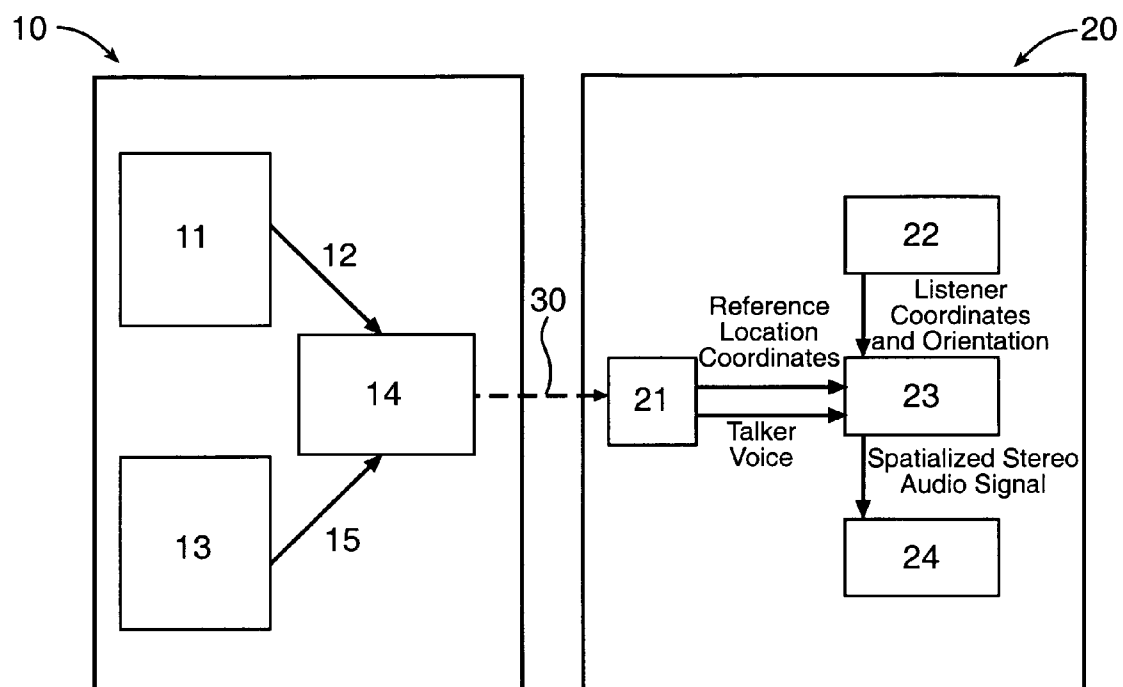 10
20
11
12
22
Listener
Coordinates
and Orientation
30
Reference
Location
Coordinates
14
21
23
Talker
Voice
Spatialized Stereo
Audio Signal
13
15
24